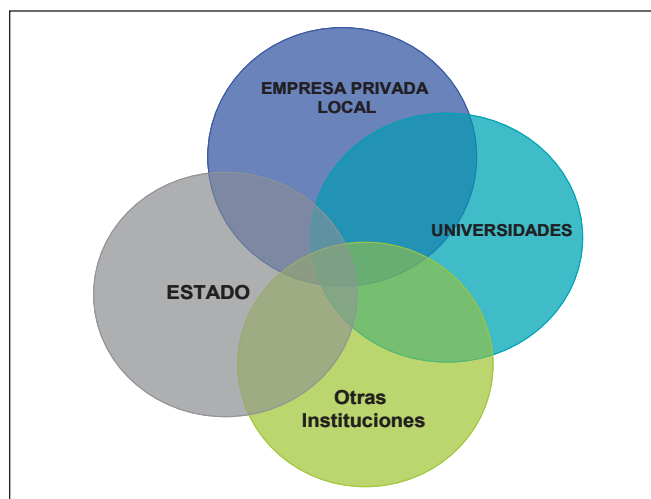 EMPRESA PRIVADA
LOCAL
UNIVERSIDADES
ESTADO
Otras
Instituciones